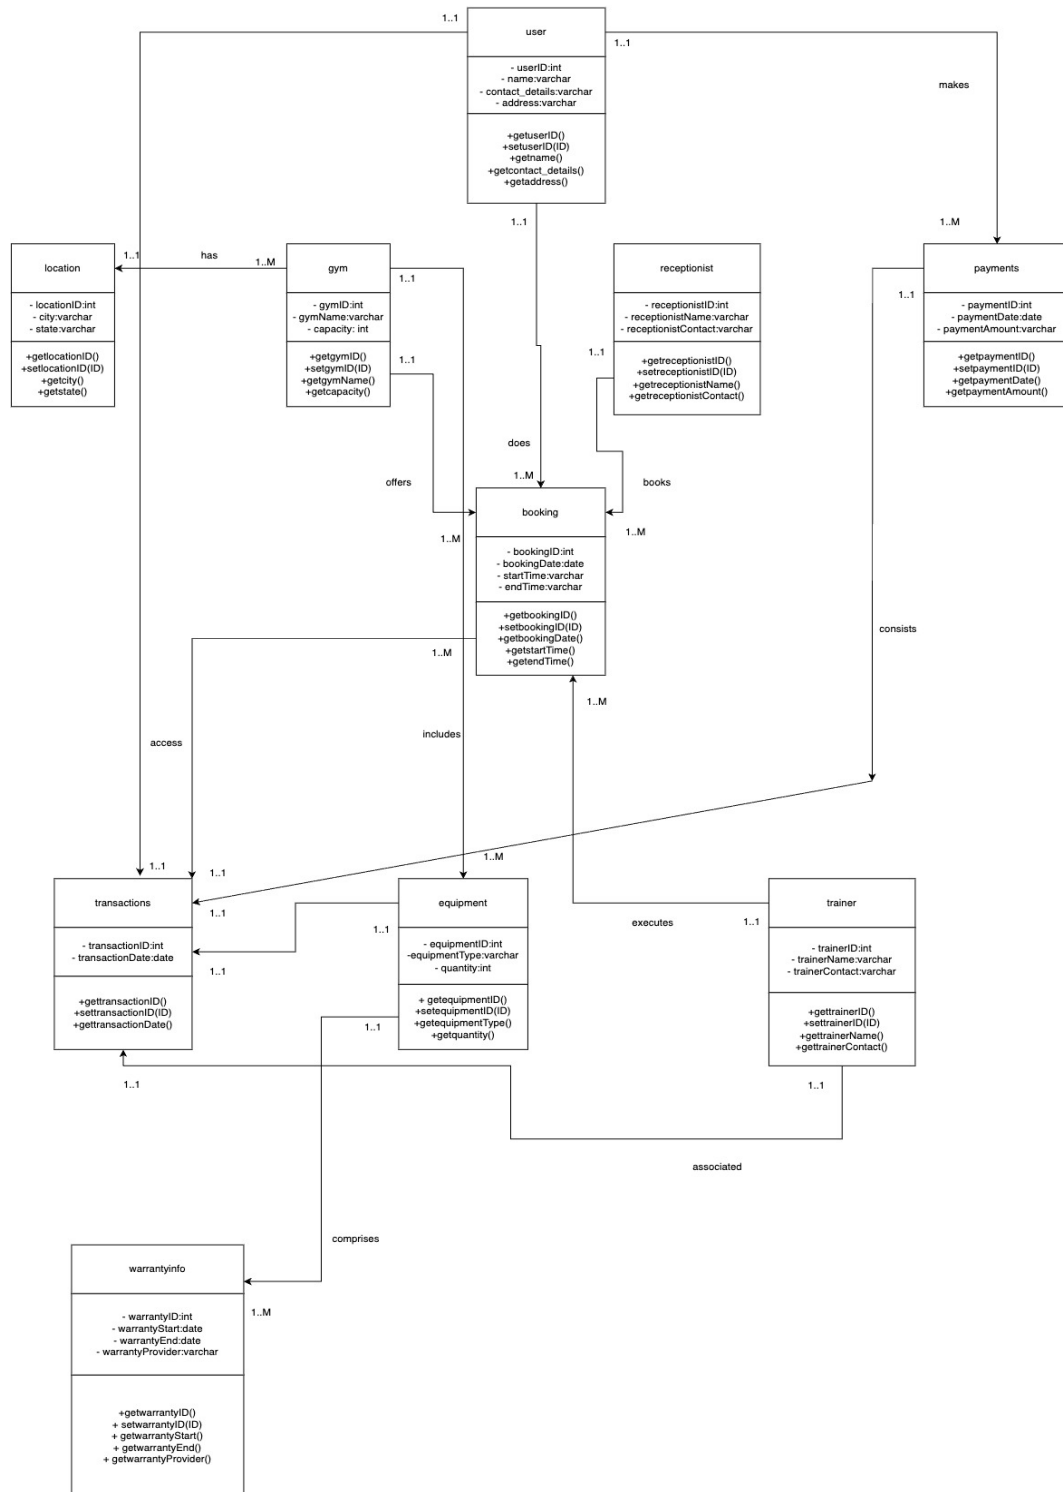 1..1
user
1..1
- userID:int
- name:varchar
- contact_details:varchar
- address:varchar
makes
+getuserID()
+setuserID(ID)
+getname()
+getcontact_details()
+getaddress()
1..1
1..M
1..1
has
1..M
1..1
location
gym
receptionist
payments
1..1
- locationID:int
- city:varchar
- state:varchar
- gymID:int
- gymName:varchar
- capacity: int
- receptionistID:int
- receptionistName:varchar
- receptionistContact:varchar
- paymentID:int
- paymentDate:date
- paymentAmount:varchar
+getlocationID()
+setlocationID(ID)
+getcity()
+getstate()
+getgymID()
+setgymID(ID)
+getgymName()
+getcapacity()
1..1
1..1
+getreceptionistID()
+setreceptionistID(ID)
+getreceptionistName()
+getreceptionistContact()
+getpaymentID()
+setpaymentID(ID)
+getpaymentDate()
+getpaymentAmount()
does
offers
1..M
books
booking
1..M
1..M
- bookingID:int
- bookingDate:date
- startTime:varchar
- endTime:varchar
+getbookingID()
+setbookingID(ID)
+getbookingDate()
+getstartTime()
+getendTime()
consists
1..M
1..M
access
includes
1..1
1..1
1..M
transactions
1..1
equipment
1..1
trainer
executes
1..1
- transactionID:int
- transactionDate:date
1..1
- equipmentID:int
-equipmentType:varchar
- quantity:int
- trainerID:int
- trainerName:varchar
- trainerContact:varchar
+gettransactionID()
+settransactionID(ID)
+gettransactionDate()
1..1
+ getequipmentID()
+setequipmentID(ID)
+getequipmentType()
+getquantity()
+gettrainerID()
+settrainerID(ID)
+gettrainerName()
+gettrainerContact()
1..1
1..1
associated
comprises
warrantyinfo
1..M
- warrantyID:int
- warrantyStart:date
- warrantyEnd:date
- warrantyProvider:varchar
+getwarrantyID()
+ setwarrantyID(ID)
+ getwarrantyStart()
+ getwarrantyEnd()
+ getwarrantyProvider()